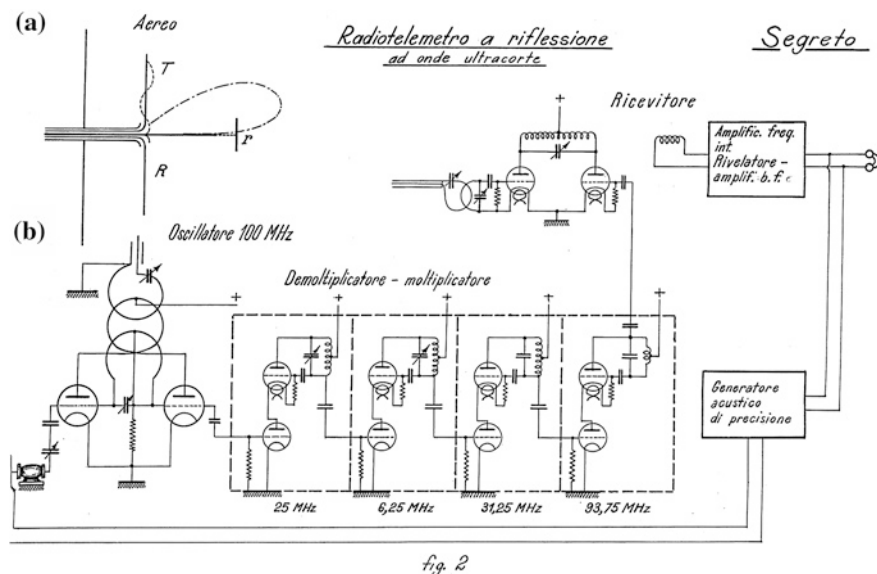 (a)
Aereo
Radiotelemetro a riflessione
ad onde ultracorte
Segreto
T
r
R
Ricevitore
Amplific. freq.
int.
Rivelatore –
amplif. b. f.
(b)
Oscillatore 100 MHz
Demoltiplicatore – moltiplicatore
+
+
+
+
+
+
Generatore
acustico
di precisione
25 MHz
6,25 MHz
31,25 MHz
93,75 MHz
fig. 2